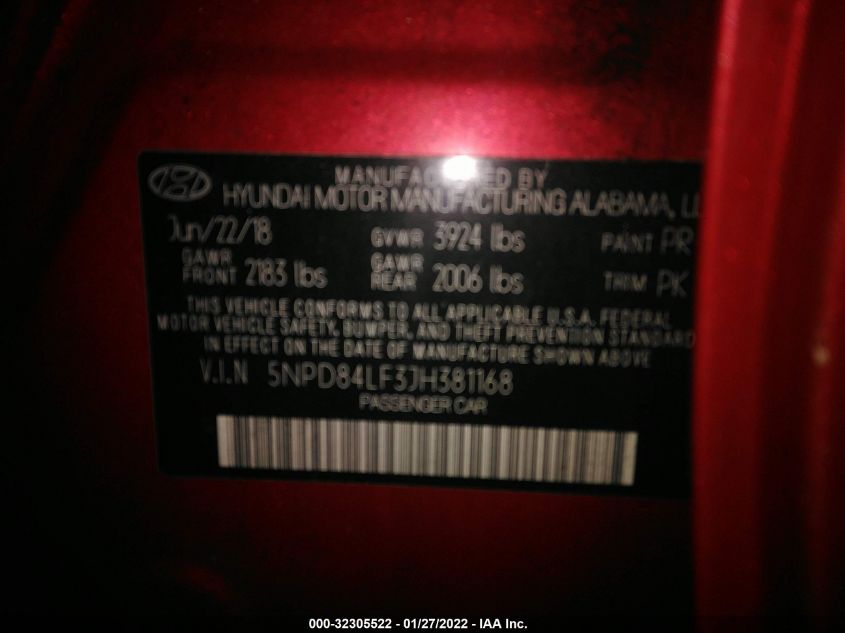 MANUFACTURED BY
HYUNDAI MOTOR MANUFACTURING ALABAMA, LL
Jun/22/18 GVWR 3924 lbs PAINT PR
GAWR FRONT 2183 lbs GAWR REAR 2006 lbs TRIM PK
THIS VEHICLE CONFORMS TO ALL APPLICABLE U.S.A. FEDERAL
MOTOR VEHICLE SAFETY, BUMPER, AND THEFT PREVENTION STANDARD
IN EFFECT ON THE DATE OF MANUFACTURE SHOWN ABOVE.
V.I.N 5NPD84LF3JH381168
PASSENGER CAR
000-32305522 - 01/27/2022 - IAA Inc.